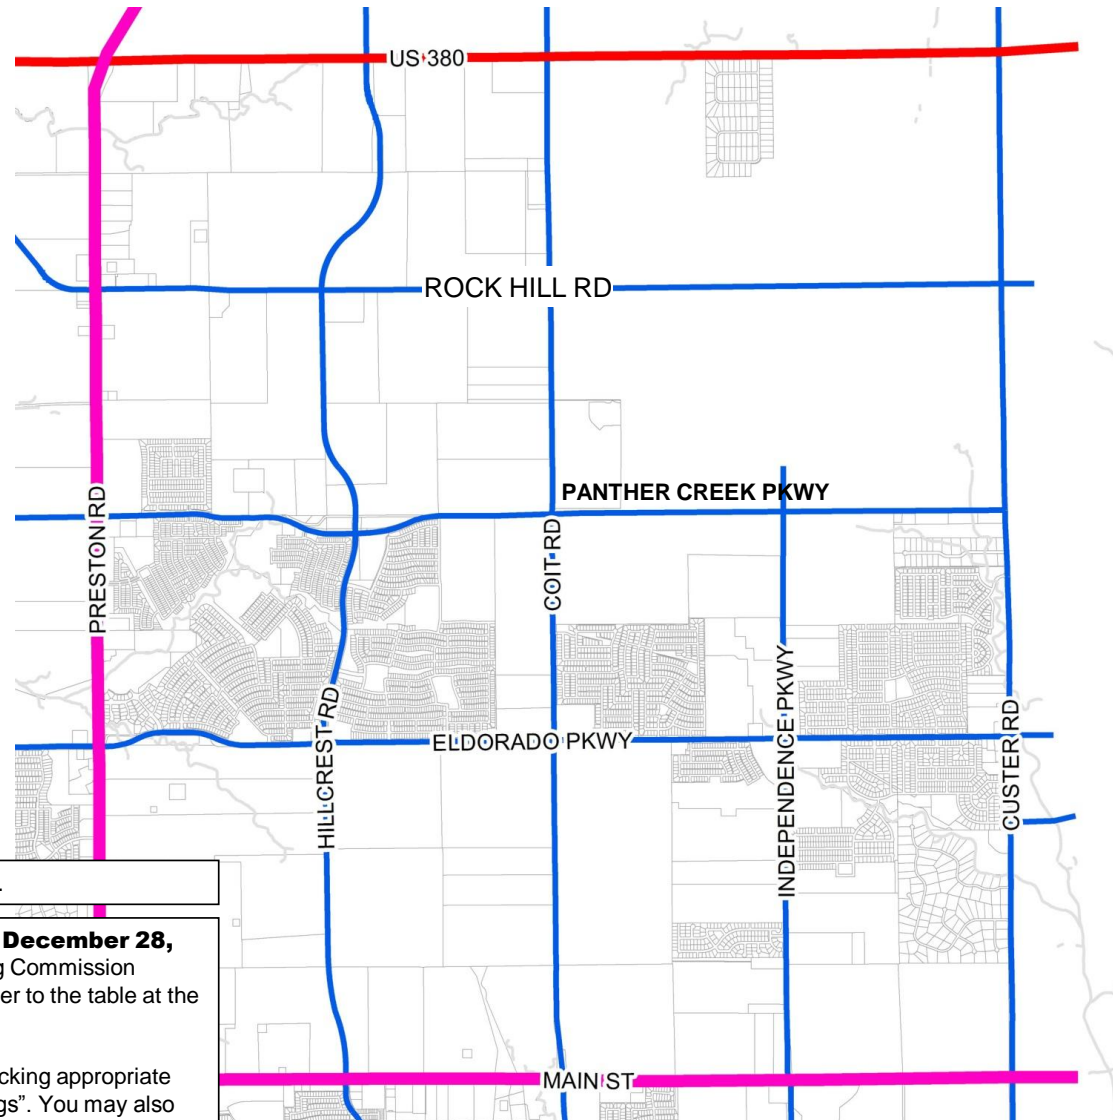 US 380
ROCK HILL RD
PANTHER CREEK PKWY
PRESTON RD
COIT RD
HILLCREST RD
ELDORADO PKWY
INDEPENDENCE PKWY
CUSTER RD
December 28,
Commission
er to the table at the
cking appropriate
gs”. You may also
MAIN ST